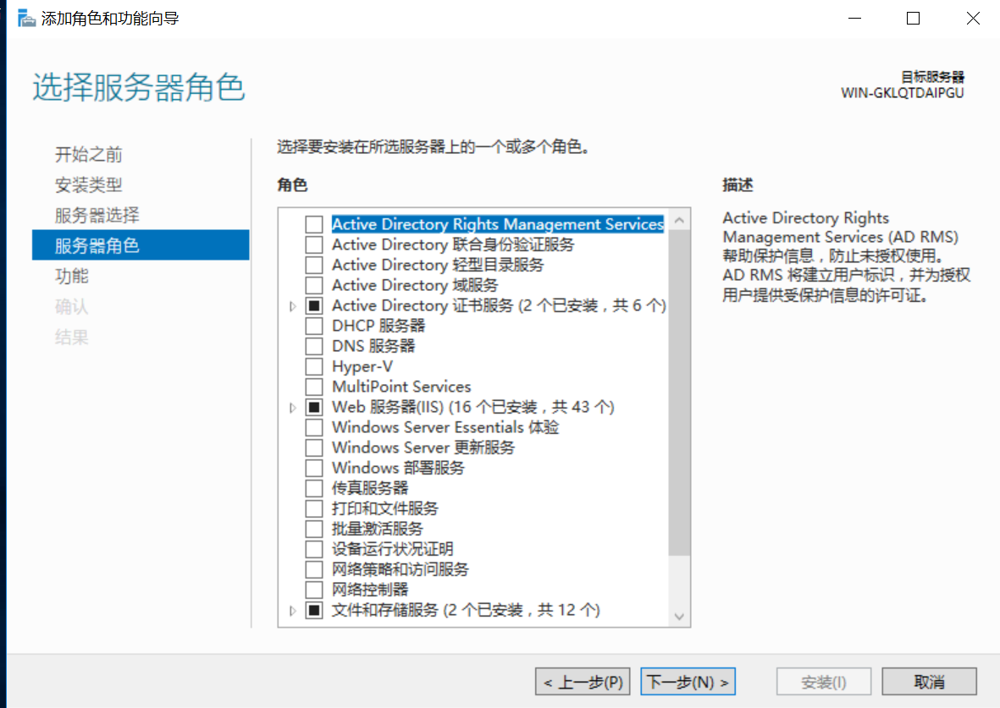 添加角色和功能向导
选择服务器角色
目标服务器
WIN-GKLQTDAIPGU
开始之前
安装类型
服务器选择
服务器角色
功能
确认
结果
选择要安装在所选服务器上的一个或多个角色。
角色
Active Directory Rights Management Services
Active Directory 联合身份验证服务
Active Directory 轻型目录服务
Active Directory 域服务
Active Directory 证书服务 (2 个已安装，共 6 个)
DHCP 服务器
DNS 服务器
Hyper-V
MultiPoint Services
Web 服务器(IIS) (16 个已安装，共 43 个)
Windows Server Essentials 体验
Windows Server 更新服务
Windows 部署服务
传真服务器
打印和文件服务
批量激活服务
设备运行状况证明
网络策略和访问服务
网络控制器
文件和存储服务 (2 个已安装，共 12 个)
描述
Active Directory Rights
Management Services (AD RMS)
帮助保护信息，防止未授权使用。
AD RMS 将建立用户标识，并为授权
用户提供受保护信息的许可证。
< 上一步(P)
下一步(N) >
安装(I)
取消